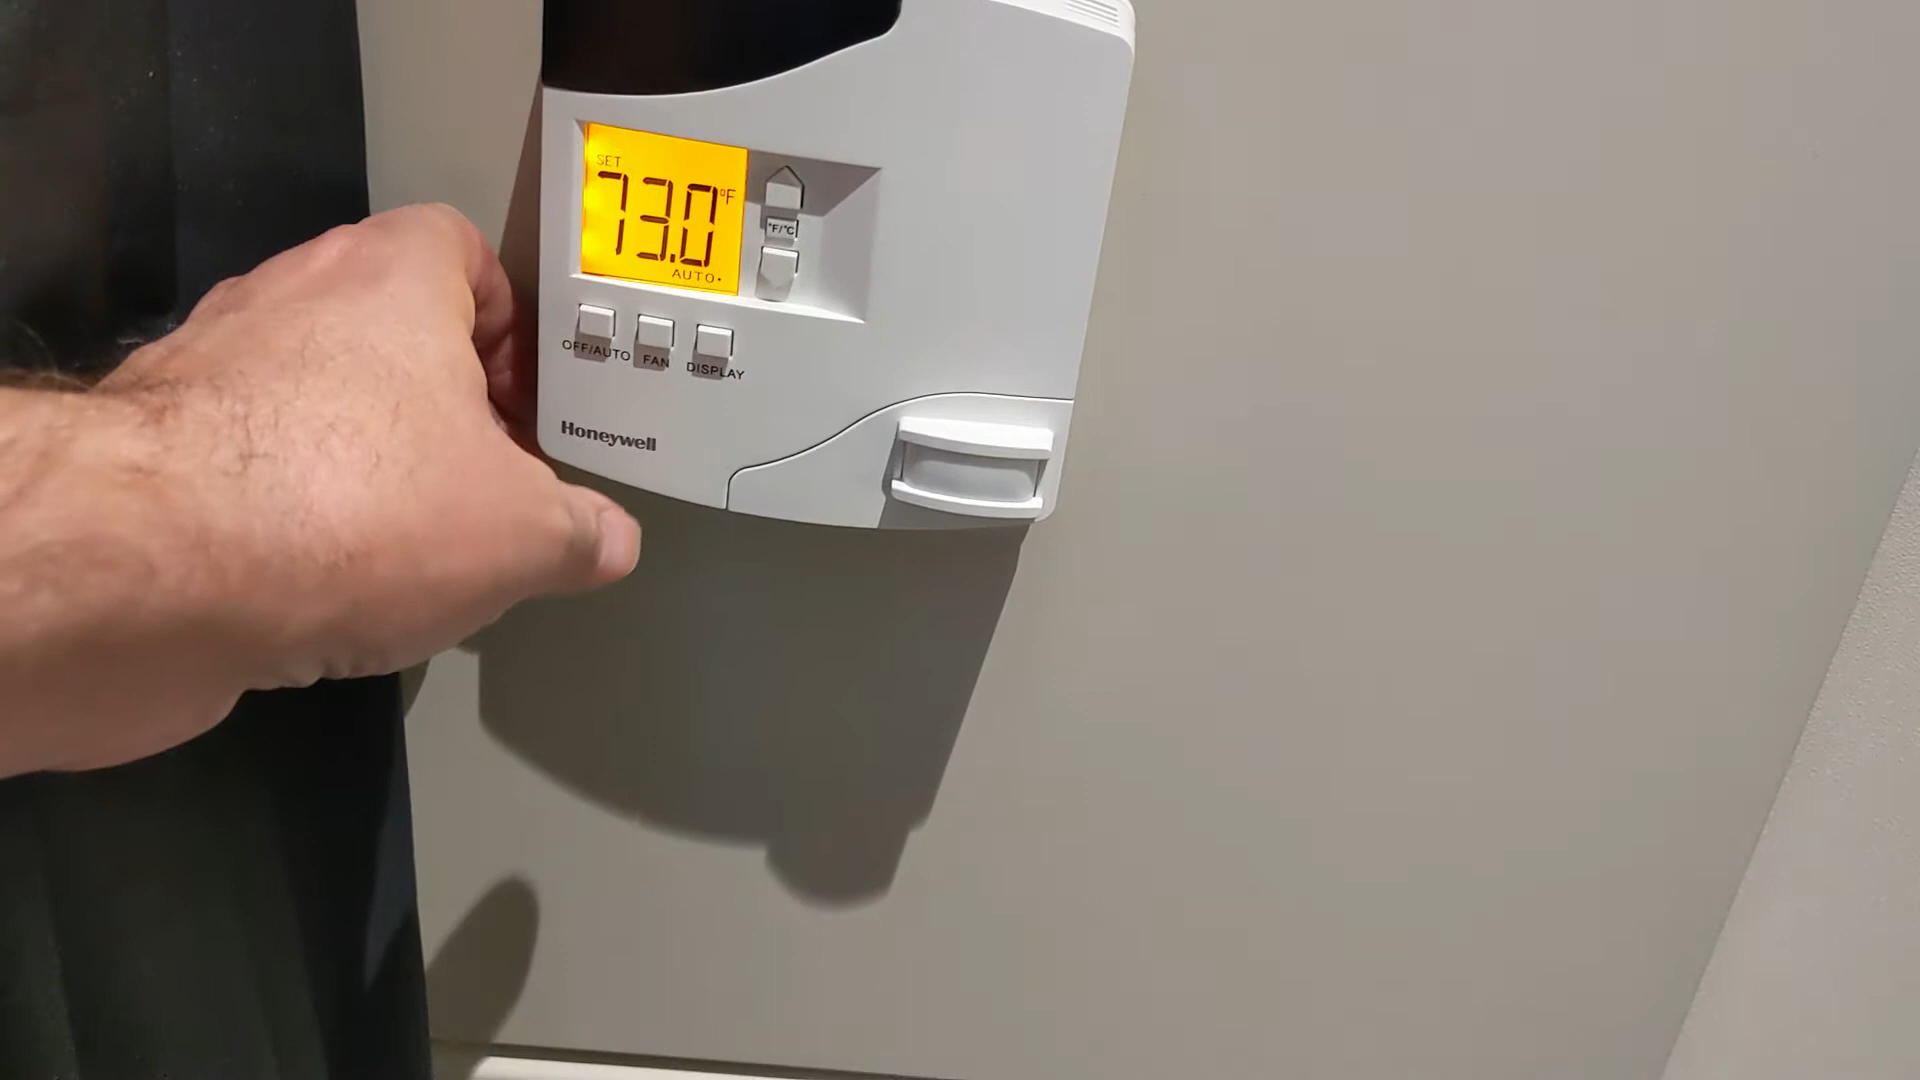 SET
73.0°F
AUTO
°F/°C
OFF/AUTO
FAN
DISPLAY
Honeywell